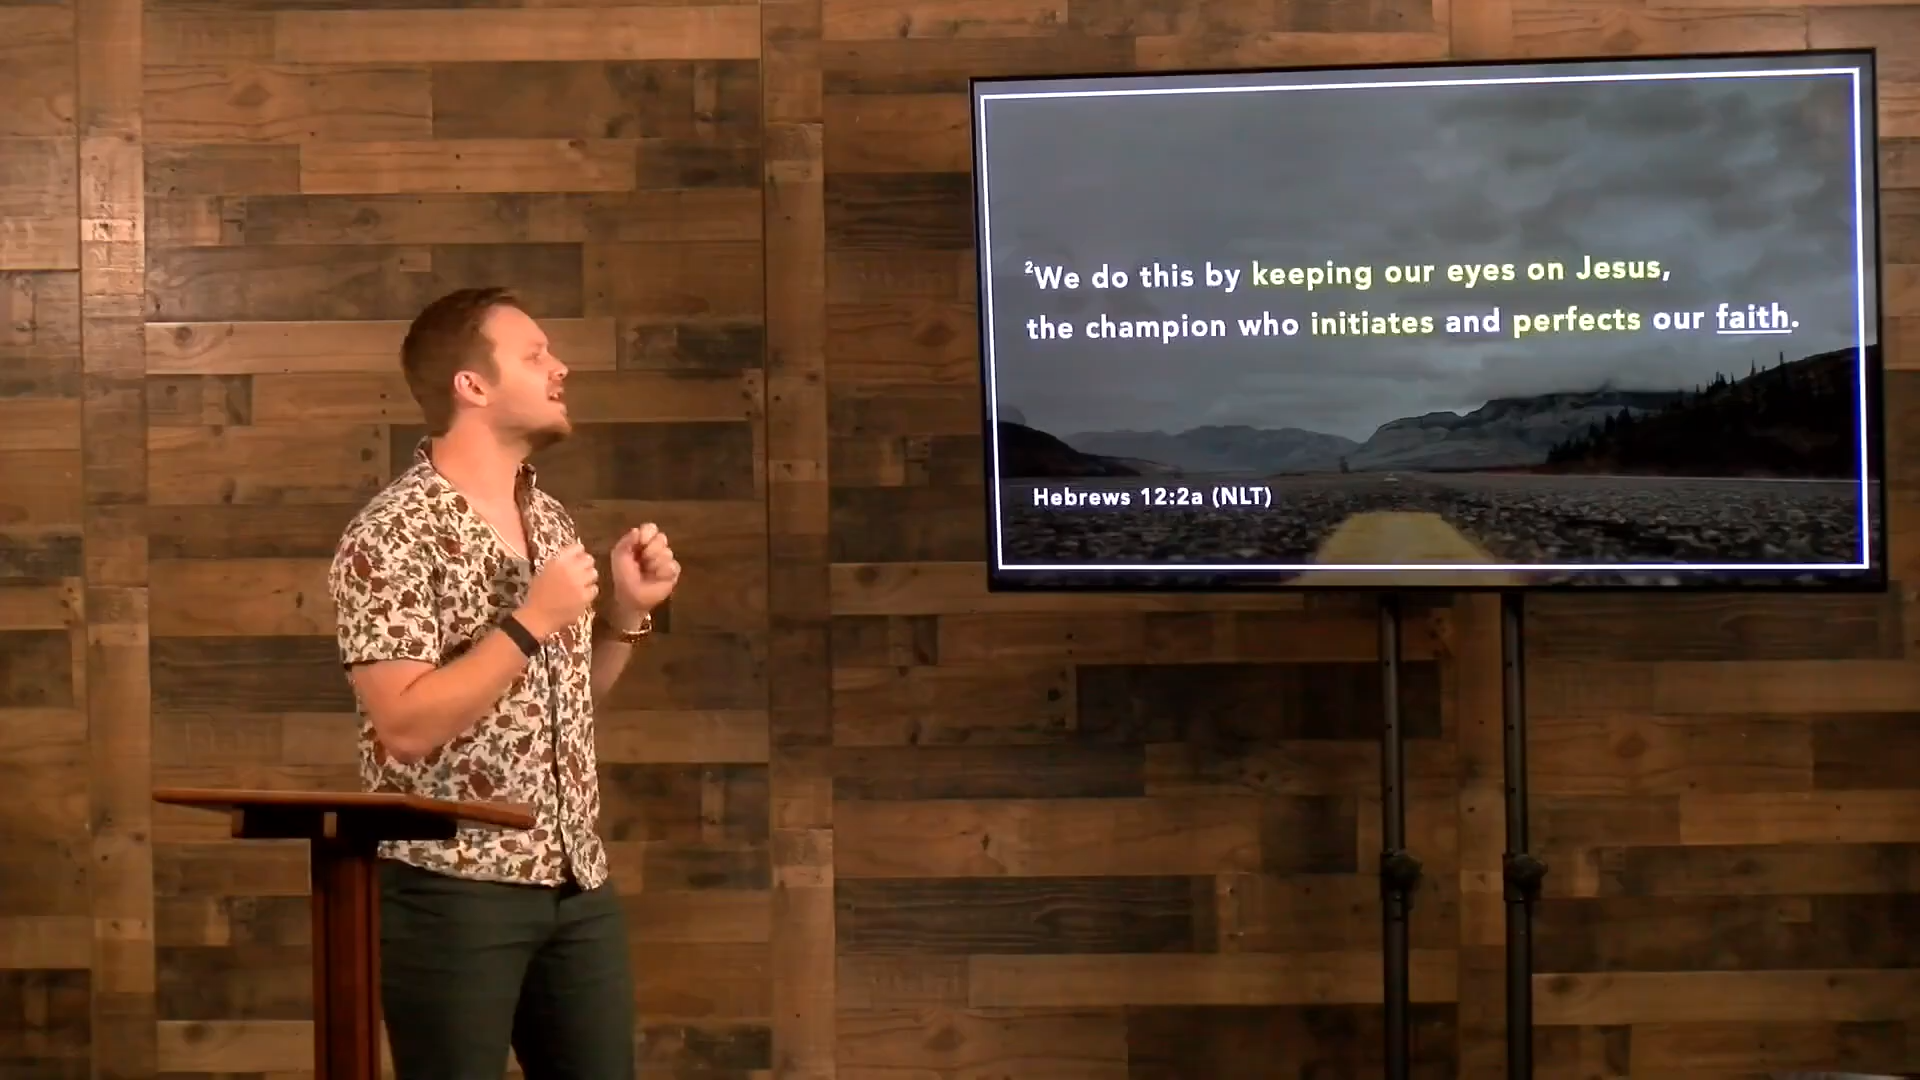 ²We do this by keeping our eyes on Jesus,
the champion who initiates and perfects our faith.
Hebrews 12:2a (NLT)